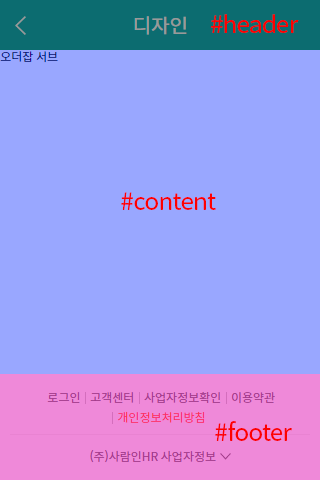 디자인 #header
오더잡 서브
#content
로그인 | 고객센터 | 사업자정보확인 | 이용약관
| 개인정보처리방침
#footer
(주)사람인HR 사업자정보